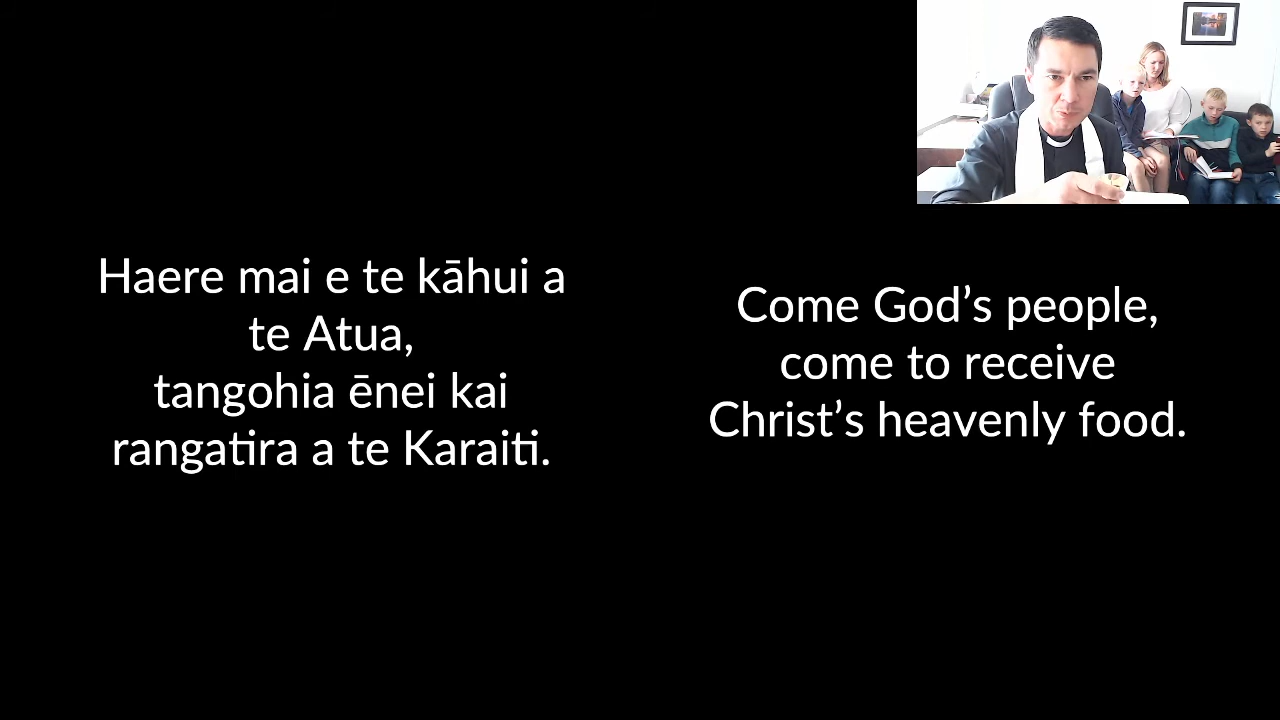 Haere mai e te kāhui a
te Atua,
tangohia ēnei kai
rangatira a te Karaiti.
Come God’s people,
come to receive
Christ’s heavenly food.